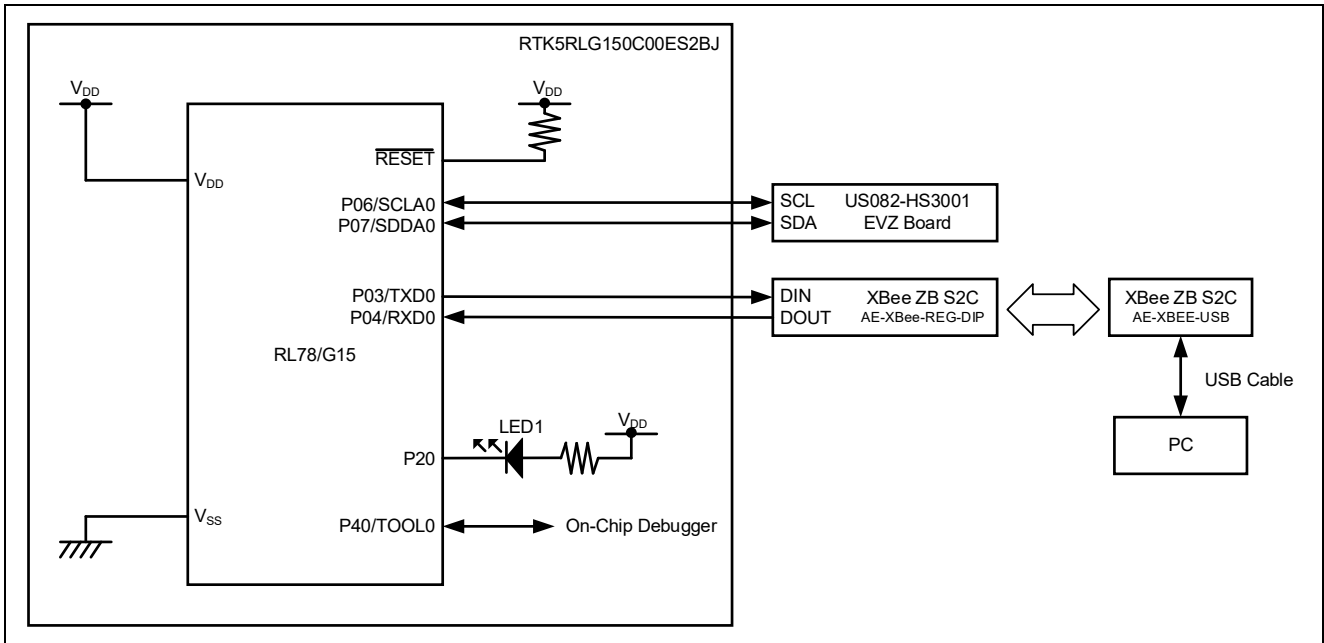 RTK5RLG150C00ES2BJ
VDD
VDD
RESET
VDD
P06/SCLA0
P07/SDDA0
SCL US082-HS3001
SDA EVZ Board
P03/TXD0
P04/RXD0
DIN XBee ZB S2C
DOUT AE-XBee-REG-DIP
XBee ZB S2C
AE-XBEE-USB
RL78/G15
USB Cable
LED1
VDD
P20
PC
VSS
P40/TOOL0
On-Chip Debugger